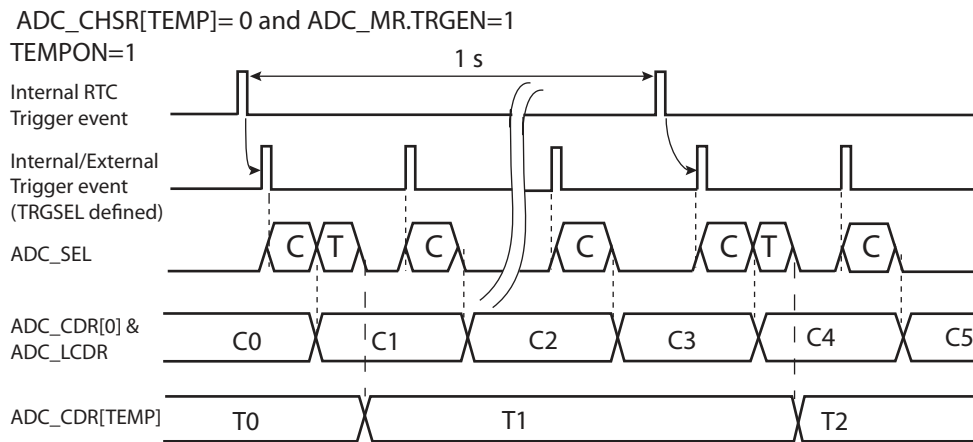 ADC_CHSR[TEMP]= 0 and ADC_MR.TRGEN=1
TEMPON=1
1 s
Internal RTC
Trigger event
Internal/External
Trigger event
(TRGSEL defined)
ADC_SEL
C T C C C T C
ADC_CDR[0] &
ADC_LCDR
C0 C1 C2 C3 C4 C5
ADC_CDR[TEMP]
T0 T1 T2